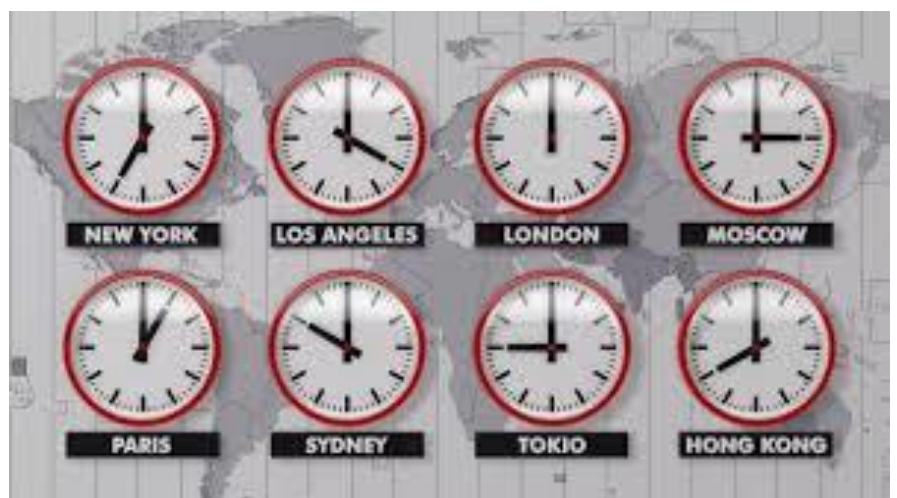 NEW YORK
LOS ANGELES
LONDON
MOSCOW
PARIS
SYDNEY
TOKIO
HONG KONG